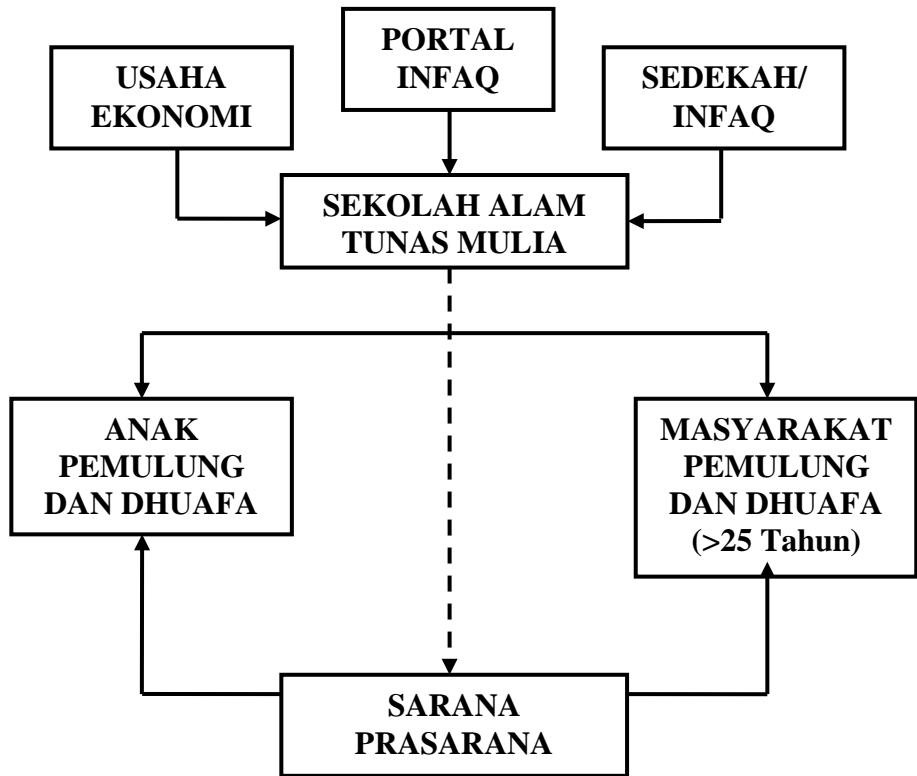 USAHA
EKONOMI
PORTAL
INFAQ
SEDEKAH/
INFAQ
SEKOLAH ALAM
TUNAS MULIA
ANAK
PEMULUNG
DAN DHUAFA
MASYARAKAT
PEMULUNG
DAN DHUAFA
(>25 Tahun)
SARANA
PRASARANA